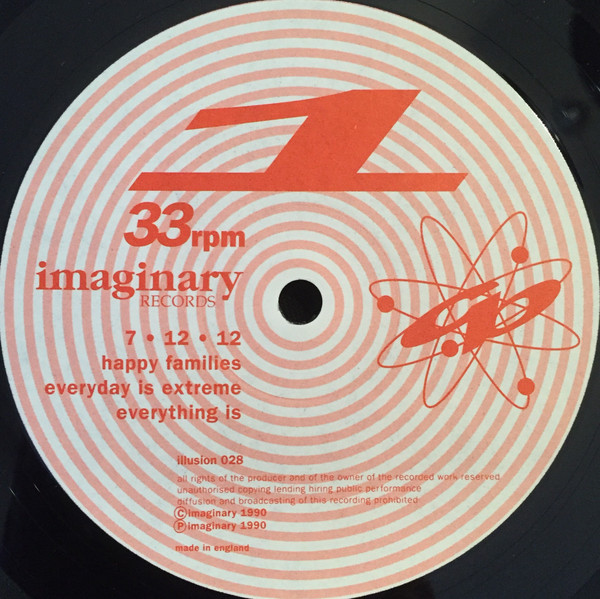 1
33rpm
imaginary
RECORDS
7 • 12 • 12
happy families
everyday is extreme
everything is
illusion 028
all rights of the producer and of the owner of the recorded work reserved
unauthorised copying lending hiring public performance
diffusion and broadcasting of this recording prohibited
©imaginary 1990
℗imaginary 1990
made in england